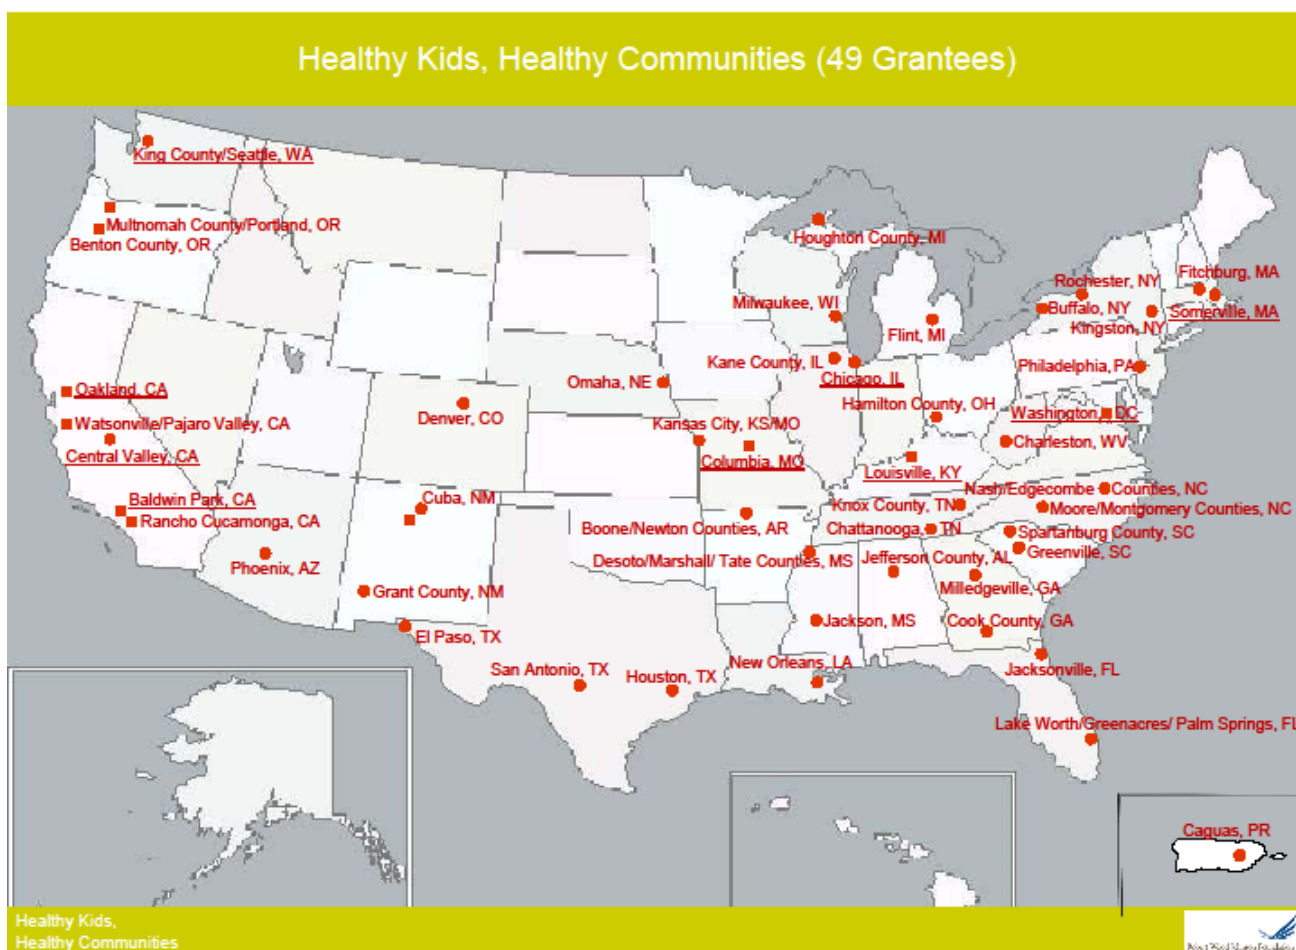 Healthy Kids, Healthy Communities (49 Grantees)
King County/Seattle, WA
Multnomah County/Portland, OR
Benton County, OR
Houghton County, MI
Rochester, NY
Fitchburg, MA
Milwaukee, WI
Buffalo, NY
Somerville, MA
Flint, MI
Kingston, NY
Kane County, IL
Philadelphia, PA
Omaha, NE
Chicago, IL
Oakland, CA
Denver, CO
Hamilton County, OH
Washington, DC
Watsonville/Pajaro Valley, CA
Kansas City, KS/MO
Charleston, WV
Central Valley, CA
Columbia, MO
Louisville, KY
Baldwin Park, CA
Cuba, NM
Nash/Edgecombe Counties, NC
Rancho Cucamonga, CA
Knox County, TN
Moore/Montgomery Counties, NC
Boone/Newton Counties, AR
Chattanooga, TN
Spartanburg County, SC
Phoenix, AZ
Desoto/Marshall/ Tate Counties, MS
Jefferson County, AL
Greenville, SC
Grant County, NM
Milledgeville, GA
El Paso, TX
Jackson, MS
Cook County, GA
San Antonio, TX
Houston, TX
New Orleans, LA
Jacksonville, FL
Lake Worth/Greenacres/ Palm Springs, FL
Caguas, PR
Healthy Kids,
Healthy Communities